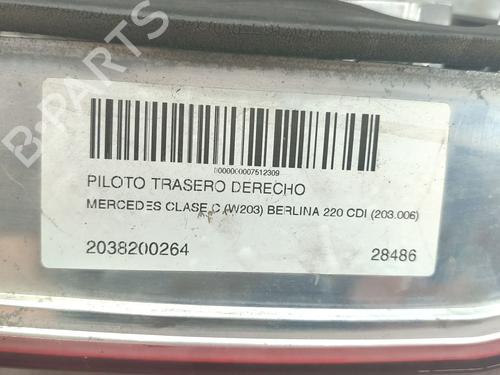 B-PARTS
0000000007512309
PILOTO TRASERO DERECHO
MERCEDES CLASE C (W203) BERLINA 220 CDI (203.006)
2038200264 28486